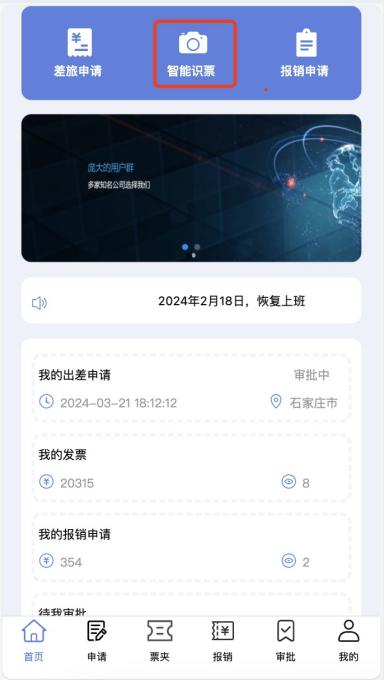 差旅申请
智能识票
报销申请
庞大的用户群
多家知名公司选择我们
2024年2月18日，恢复上班
我的出差申请
审批中
2024-03-21 18:12:12
石家庄市
我的发票
20315
8
我的报销申请
354
2
待我审批
首页
申请
票夹
报销
审批
我的